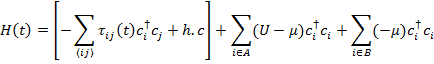 H(t) = [−∑_{⟨ij⟩} τ_{ij}(t)c_i^†c_j + h.c] + ∑_{i∈A}(U − μ)c_i^†c_i + ∑_{i∈B}(−μ)c_i^†c_i